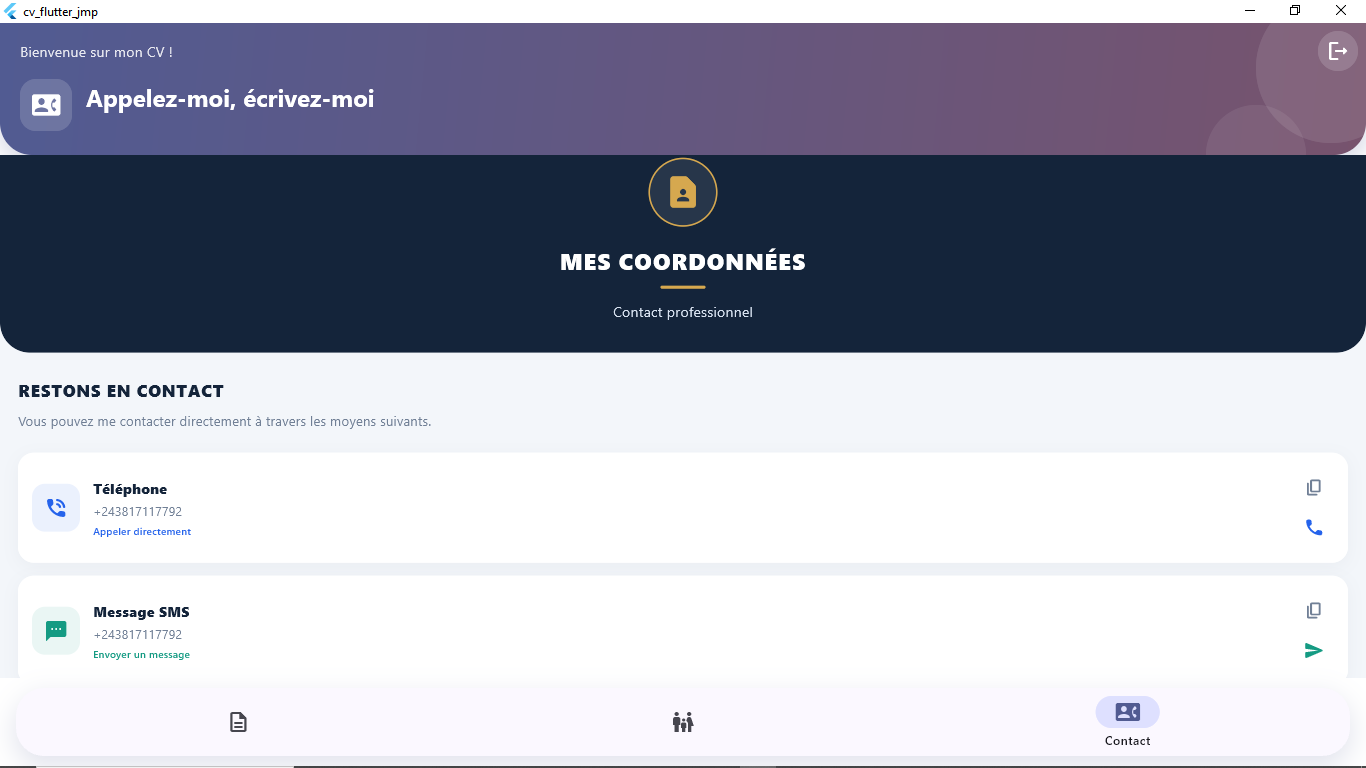 cv_flutter_jmp
Bienvenue sur mon CV !
Appelez-moi, écrivez-moi
MES COORDONNÉES
Contact professionnel
RESTONS EN CONTACT
Vous pouvez me contacter directement à travers les moyens suivants.
Téléphone
+243817117792
Appeler directement
Message SMS
+243817117792
Envoyer un message
Contact